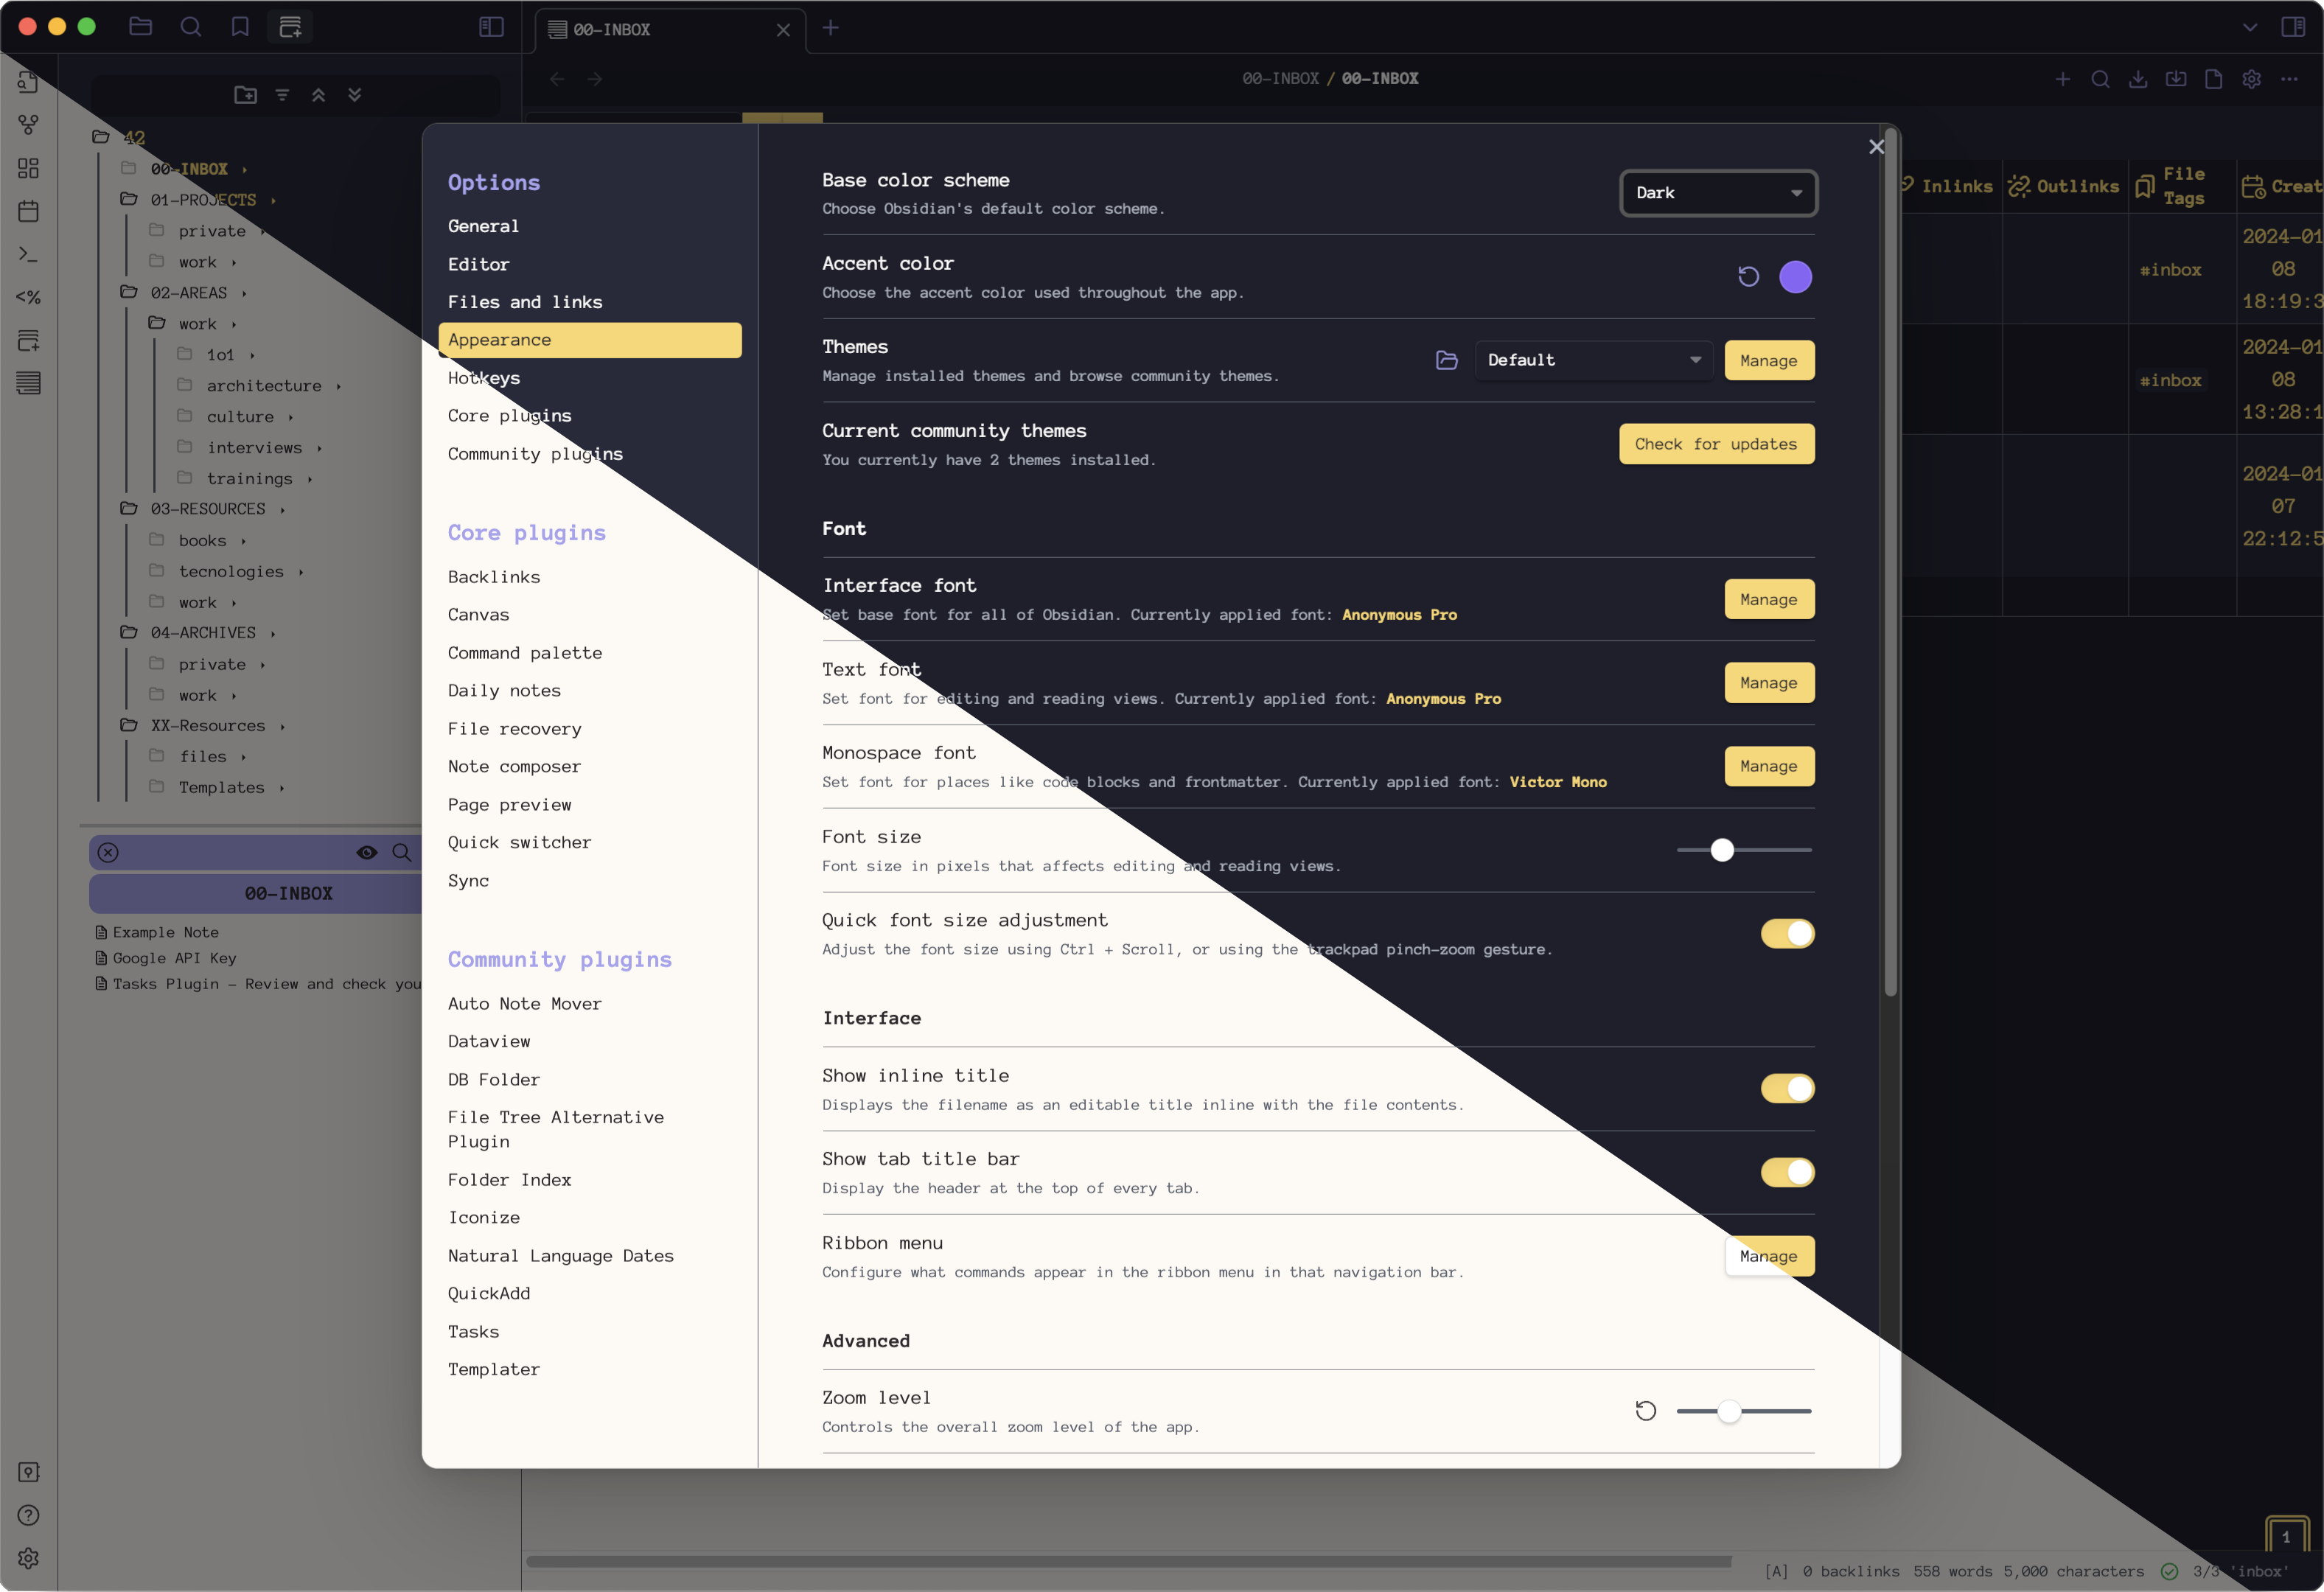 00-INBOX
00-INBOX / 00-INBOX
42
00-INBOX
01-PROJECTS
private
work
02-AREAS
work
1o1
architecture
culture
interviews
trainings
03-RESOURCES
books
tecnologies
work
04-ARCHIVES
private
work
XX-Resources
files
Templates
<%
00-INBOX
Example Note
Google API Key
Tasks Plugin - Review and check you
Options
General
Editor
Files and links
Appearance
Hotkeys
Core plugins
Community plugins
Core plugins
Backlinks
Canvas
Command palette
Daily notes
File recovery
Note composer
Page preview
Quick switcher
Sync
Community plugins
Auto Note Mover
Dataview
DB Folder
File Tree Alternative
Plugin
Folder Index
Iconize
Natural Language Dates
QuickAdd
Tasks
Templater
Base color scheme
Choose Obsidian's default color scheme.
Dark
Accent color
Choose the accent color used throughout the app.
Themes
Manage installed themes and browse community themes.
Default
Manage
Current community themes
You currently have 2 themes installed.
Check for updates
Font
Interface font
Set base font for all of Obsidian. Currently applied font: Anonymous Pro
Manage
Text font
Set font for editing and reading views. Currently applied font: Anonymous Pro
Manage
Monospace font
Set font for places like code blocks and frontmatter. Currently applied font: Victor Mono
Manage
Font size
Font size in pixels that affects editing and reading views.
Quick font size adjustment
Adjust the font size using Ctrl + Scroll, or using the trackpad pinch-zoom gesture.
Interface
Show inline title
Displays the filename as an editable title inline with the file contents.
Show tab title bar
Display the header at the top of every tab.
Ribbon menu
Configure what commands appear in the ribbon menu in that navigation bar.
Manage
Advanced
Zoom level
Controls the overall zoom level of the app.
Inlinks
Outlinks
File
Tags
Creat
#inbox
2024-01
08
18:19:3
#inbox
2024-01
08
13:28:1
2024-01
07
22:12:5
1
[A] 0 backlinks 558 words 5,000 characters 3/3 'inbox'